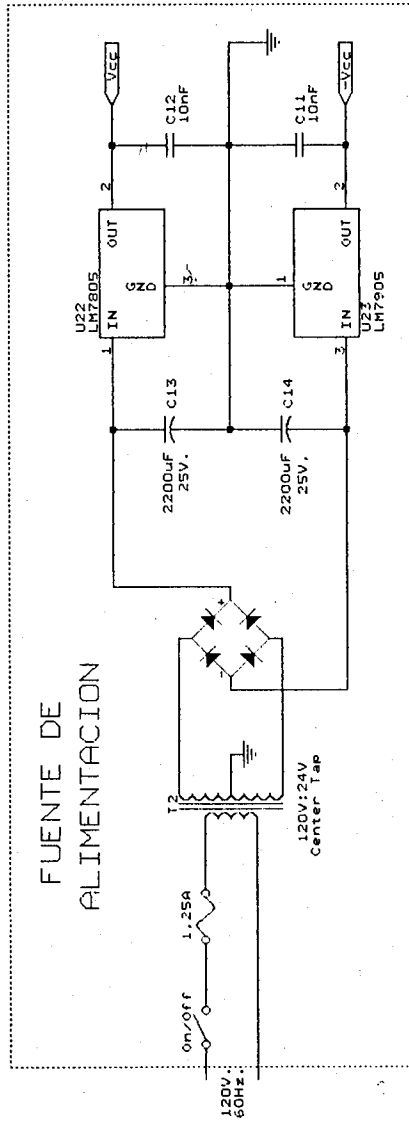 FUENTE DE
ALIMENTACION
120V.
60Hz.
On/Off
1.25A
T2
120V:24V
Center Tap
+
-
2200uF
25V.
C13
2200uF
25V.
C14
U22
LM7805
1
IN
OUT
2
GND
3
U23
LM7905
3
IN
OUT
2
GND
1
C12
10nF
C11
10nF
Vcc
-Vcc